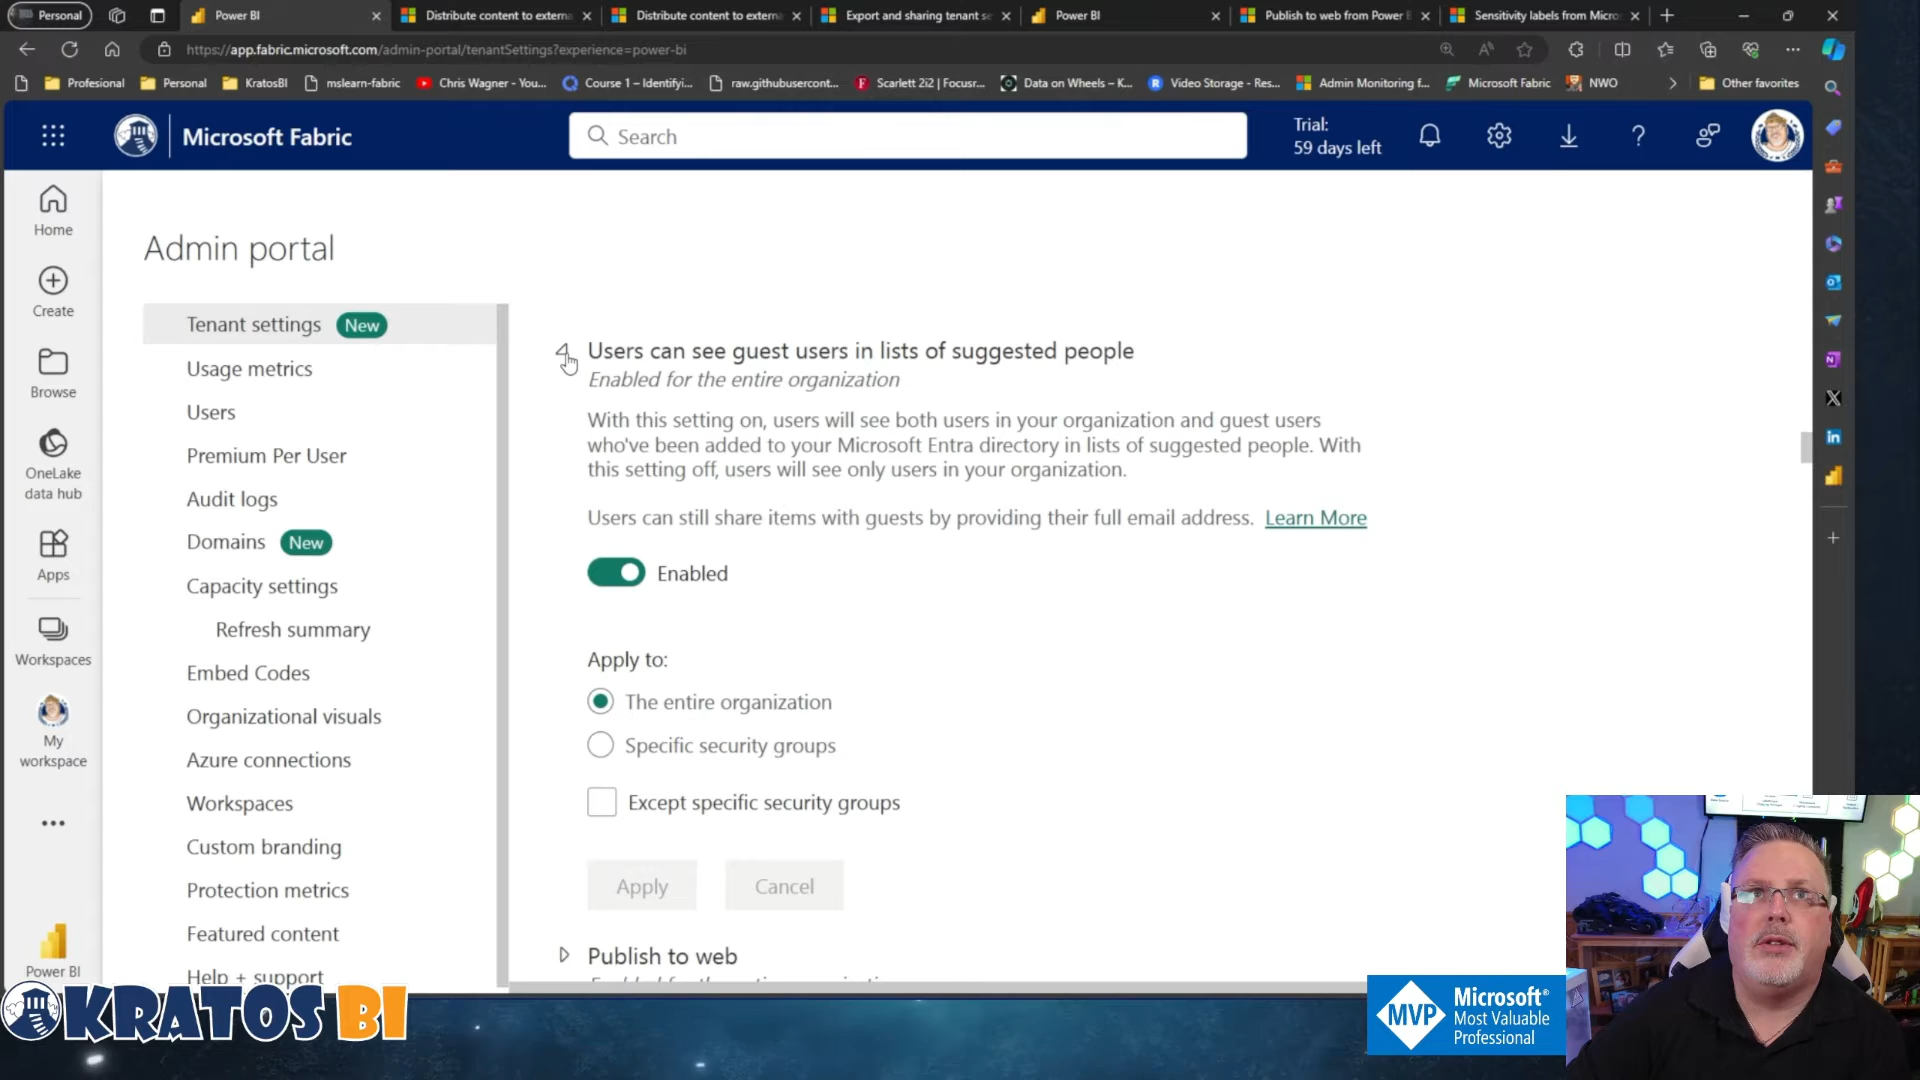 Personal
Power BI
Distribute content to externa
Distribute content to extern
Export and sharing tenant se
Power BI
Publish to web from Power B
Sensitivity labels from Micro
https://app.fabric.microsoft.com/admin-portal/tenantSettings?experience=power-bi
Profesional
Personal
KratosBI
mslearn-fabric
Chris Wagner - You...
Course 1 – Identifyi...
raw.githubusercont...
Scarlett 2i2 | Focusr...
Data on Wheels – K...
Video Storage - Res...
Admin Monitoring f...
Microsoft Fabric
NWO
Other favorites
Microsoft Fabric
Search
Trial:
59 days left
Home
Create
Browse
OneLake
data hub
Apps
Workspaces
My
workspace
Power BI
Admin portal
Tenant settings New
Usage metrics
Users
Premium Per User
Audit logs
Domains New
Capacity settings
Refresh summary
Embed Codes
Organizational visuals
Azure connections
Workspaces
Custom branding
Protection metrics
Featured content
Help + support
Users can see guest users in lists of suggested people
Enabled for the entire organization
With this setting on, users will see both users in your organization and guest users
who've been added to your Microsoft Entra directory in lists of suggested people. With
this setting off, users will see only users in your organization.
Users can still share items with guests by providing their full email address. Learn More
Enabled
Apply to:
The entire organization
Specific security groups
Except specific security groups
Apply
Cancel
Publish to web
KRATOS BI
MVP
Microsoft®
Most Valuable
Professional